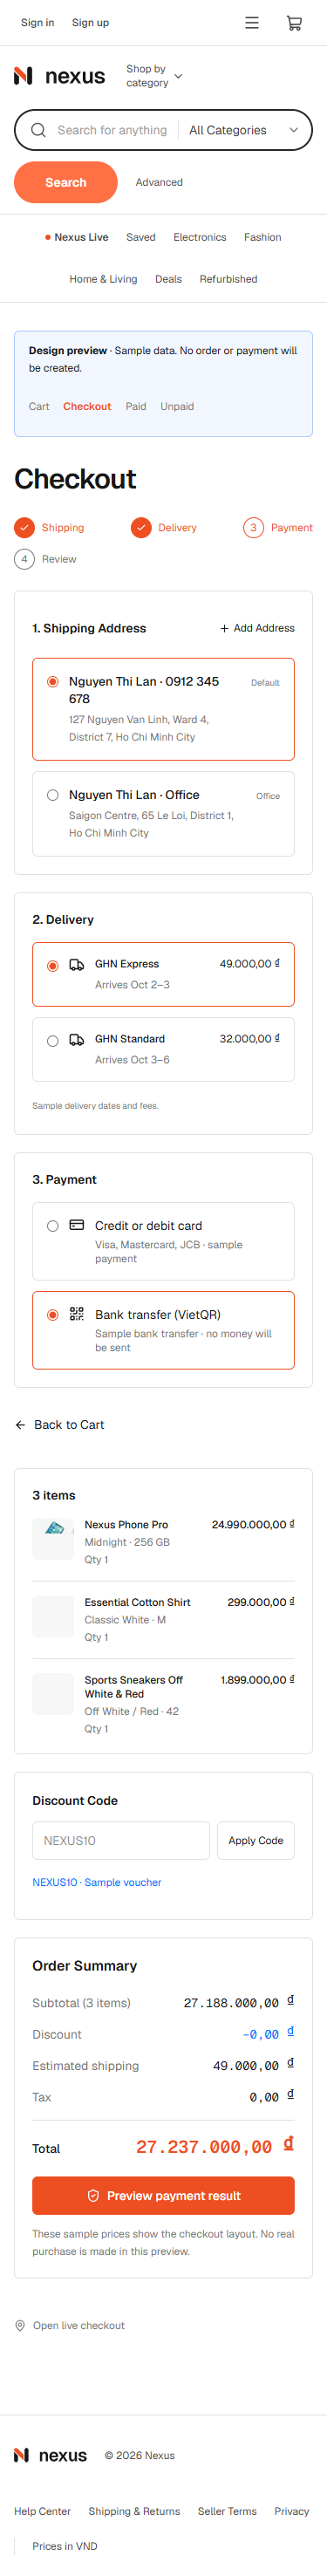 Sign in Sign up
nexus Shop by
category
Search for anything All Categories
Search Advanced
Nexus Live Saved Electronics Fashion
Home & Living Deals Refurbished
Design preview · Sample data. No order or payment will
be created.
Cart Checkout Paid Unpaid
Checkout
Shipping Delivery 3 Payment
4 Review
1. Shipping Address + Add Address
Nguyen Thi Lan · 0912 345 Default
678
127 Nguyen Van Linh, Ward 4,
District 7, Ho Chi Minh City
Nguyen Thi Lan · Office Office
Saigon Centre, 65 Le Loi, District 1,
Ho Chi Minh City
2. Delivery
GHN Express 49.000,00 ₫
Arrives Oct 2–3
GHN Standard 32.000,00 ₫
Arrives Oct 3–6
Sample delivery dates and fees.
3. Payment
Credit or debit card
Visa, Mastercard, JCB · sample
payment
Bank transfer (VietQR)
Sample bank transfer · no money will
be sent
Back to Cart
3 items
Nexus Phone Pro 24.990.000,00 ₫
Midnight · 256 GB
Qty 1
Essential Cotton Shirt 299.000,00 ₫
Classic White · M
Qty 1
Sports Sneakers Off 1.899.000,00 ₫
White & Red
Off White / Red · 42
Qty 1
Discount Code
NEXUS10 Apply Code
NEXUS10 · Sample voucher
Order Summary
Subtotal (3 items) 27.188.000,00 ₫
Discount -0,00 ₫
Estimated shipping 49.000,00 ₫
Tax 0,00 ₫
Total 27.237.000,00 ₫
Preview payment result
These sample prices show the checkout layout. No real
purchase is made in this preview.
Open live checkout
nexus © 2026 Nexus
Help Center Shipping & Returns Seller Terms Privacy
Prices in VND